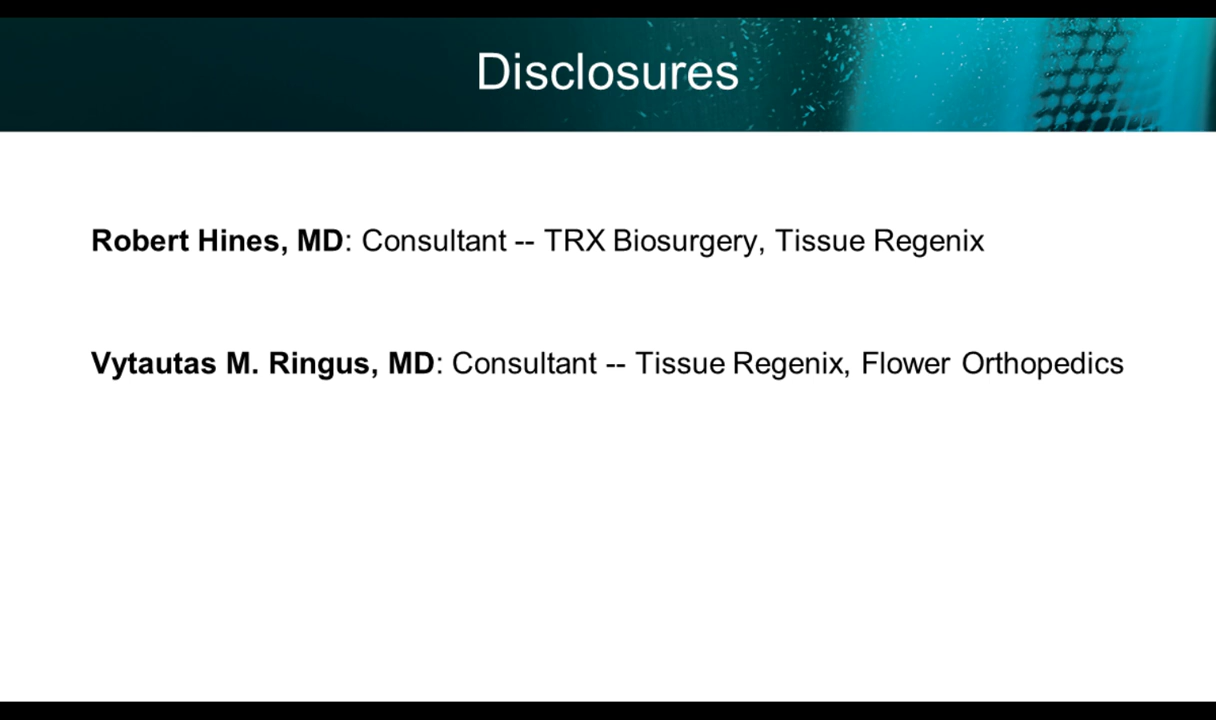 Disclosures
Robert Hines, MD: Consultant -- TRX Biosurgery, Tissue Regenix
Vytautas M. Ringus, MD: Consultant -- Tissue Regenix, Flower Orthopedics